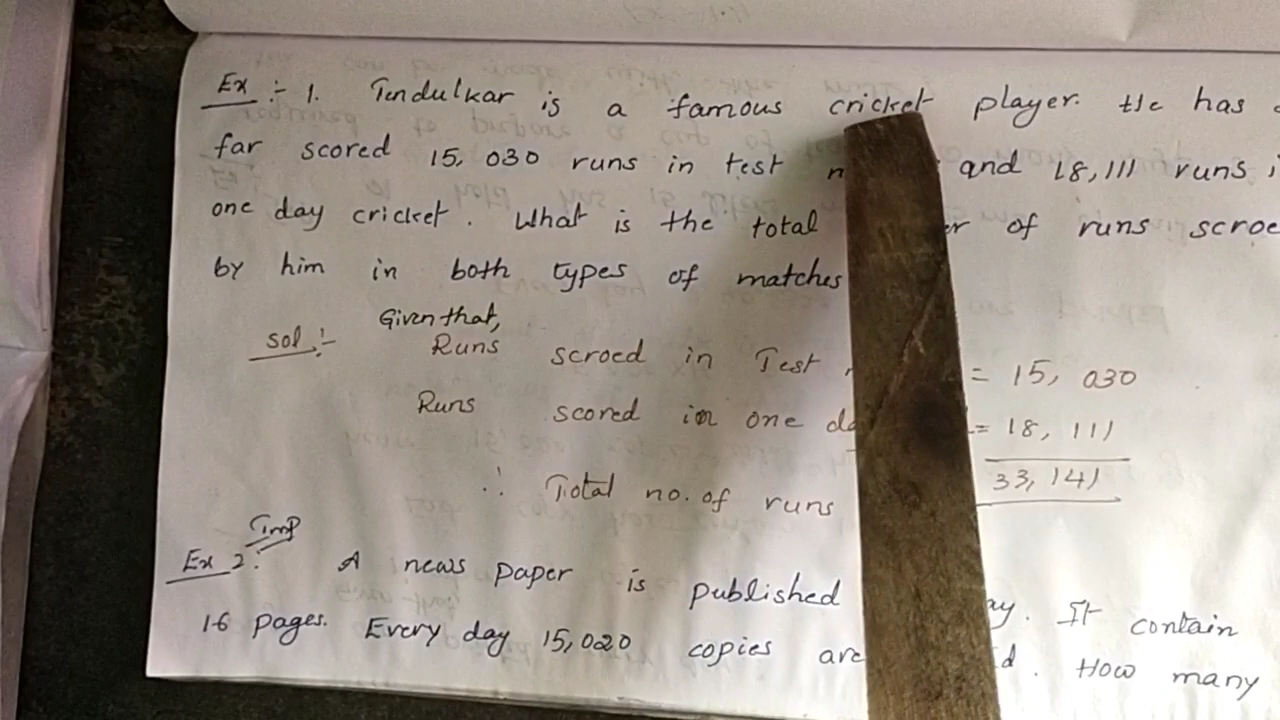 Ex :- 1. Tendulkar is a famous cricket player. He has
far scored 15, 030 runs in test and 18,111 runs
one day cricket. What is the total of runs scroe
by him in both types of matches
sol :- Given that,
Runs scroed in Test = 15, 030
Runs scored in one = 18, 111
∴ Total no. of runs 33, 141
Ex 2: Imp A news paper is published It contain
16 pages. Every day 15,020 copies are How many